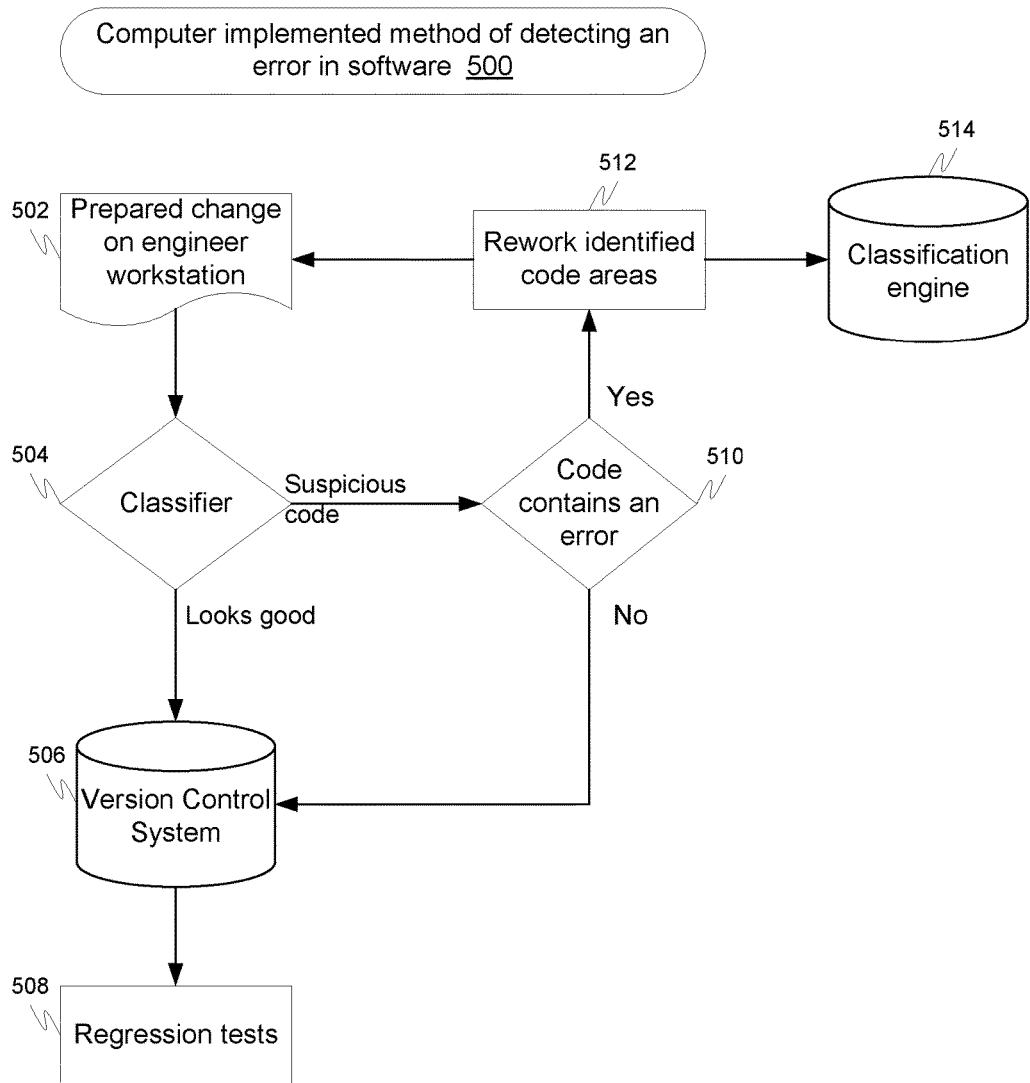 Computer implemented method of detecting an
error in software 500
514
512
502
Prepared change
on engineer
workstation
Rework identified
code areas
Classification
engine
Yes
504
Classifier
Suspicious
code
Code
contains an
error
510
Looks good
No
506
Version Control
System
508
Regression tests